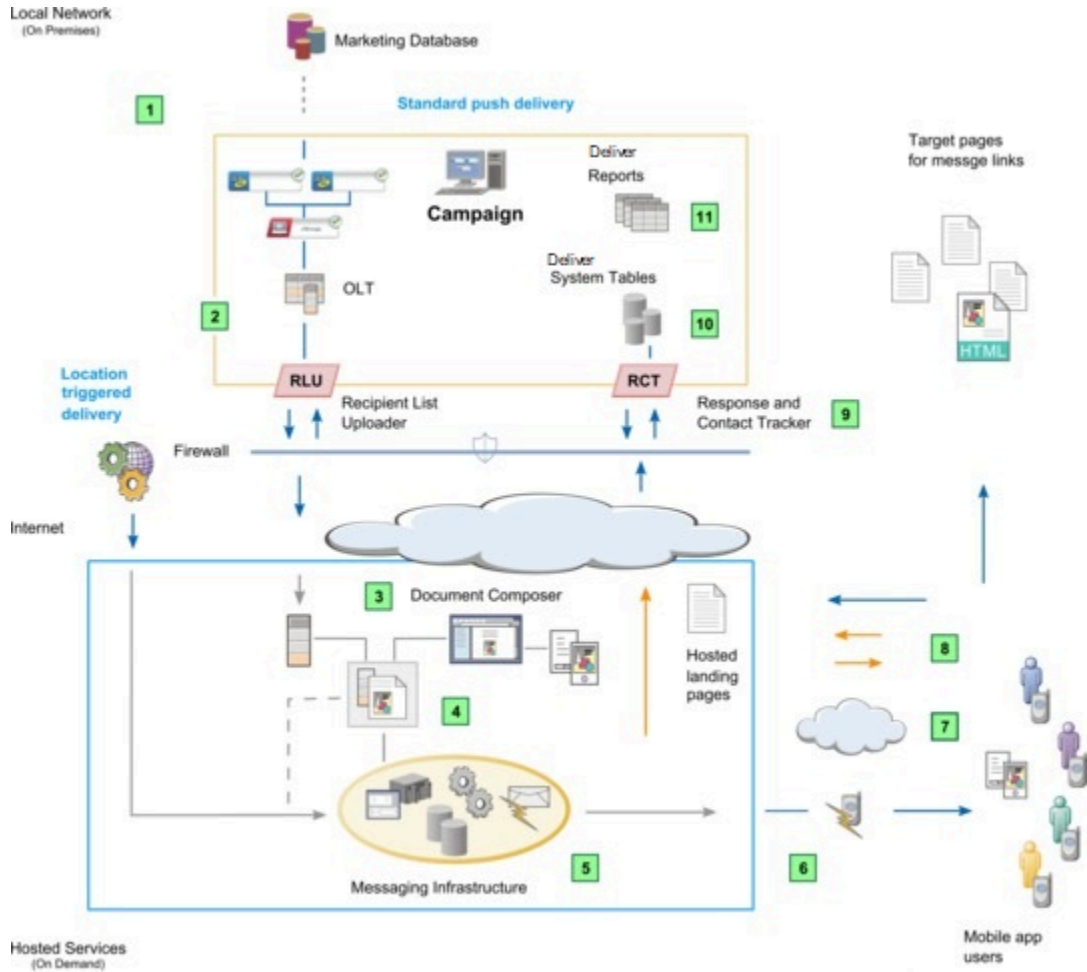 Local Network
(On Premises)
Marketing Database
1
Standard push delivery
Target pages
for messge links
Deliver
Reports
Campaign
11
Deliver
System Tables
OLT
2
10
HTML
Location
triggered
delivery
RLU
RCT
Recipient List
Uploader
Response and
Contact Tracker
9
Firewall
Internet
3
Document Composer
8
Hosted
landing
pages
4
7
5
6
Messaging Infrastructure
Mobile app
users
Hosted Services
(On Demand)